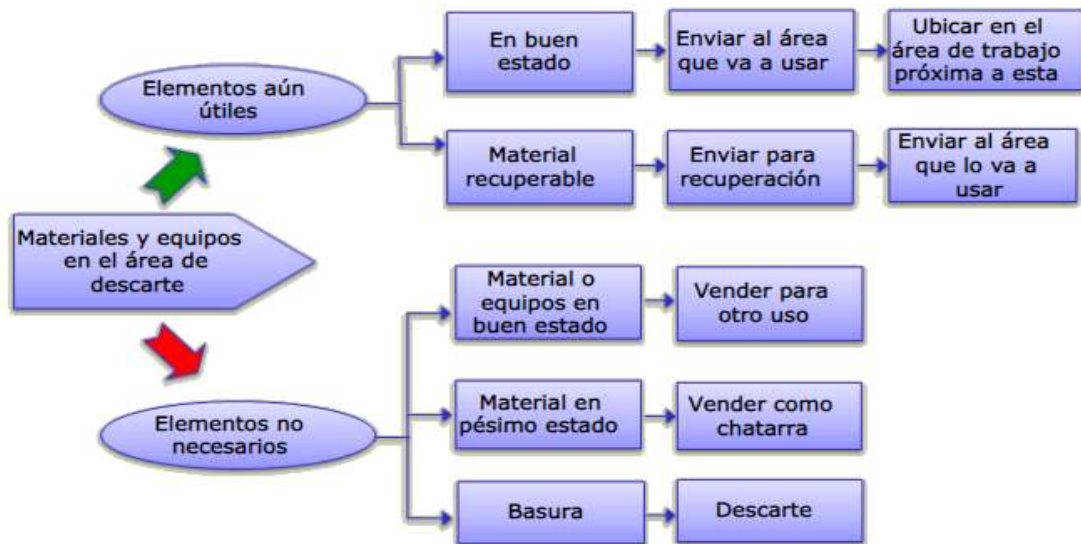 En buen
estado
Enviar al área
que va a usar
Ubicar en el
área de trabajo
próxima a esta
Elementos aún
útiles
Material
recuperable
Enviar para
recuperación
Enviar al área
que lo va a
usar
Materiales y equipos
en el área de
descarte
Material o
equipos en
buen estado
Vender para
otro uso
Elementos no
necesarios
Material en
pésimo estado
Vender como
chatarra
Basura
Descarte